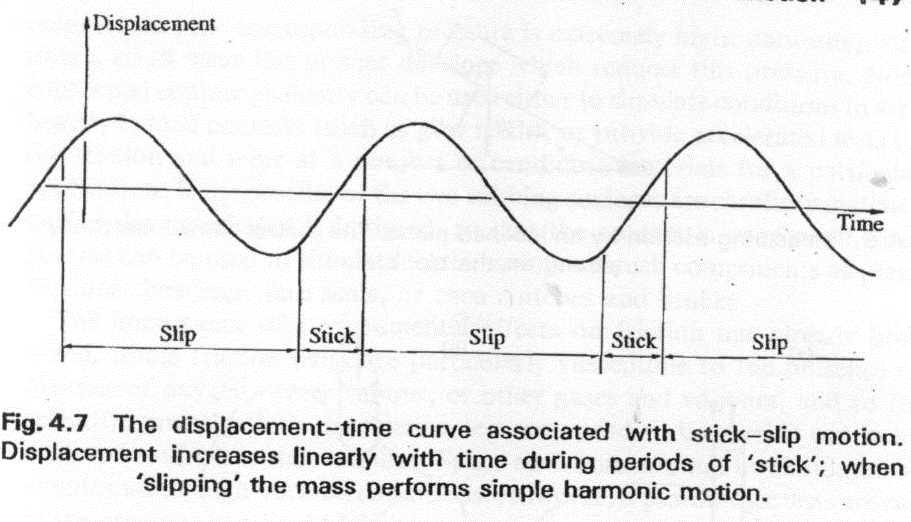 147
Displacement
Time
Slip
Stick
Slip
Stick
Slip
Fig. 4.7 The displacement–time curve associated with stick–slip motion.
Displacement increases linearly with time during periods of 'stick'; when
'slipping' the mass performs simple harmonic motion.